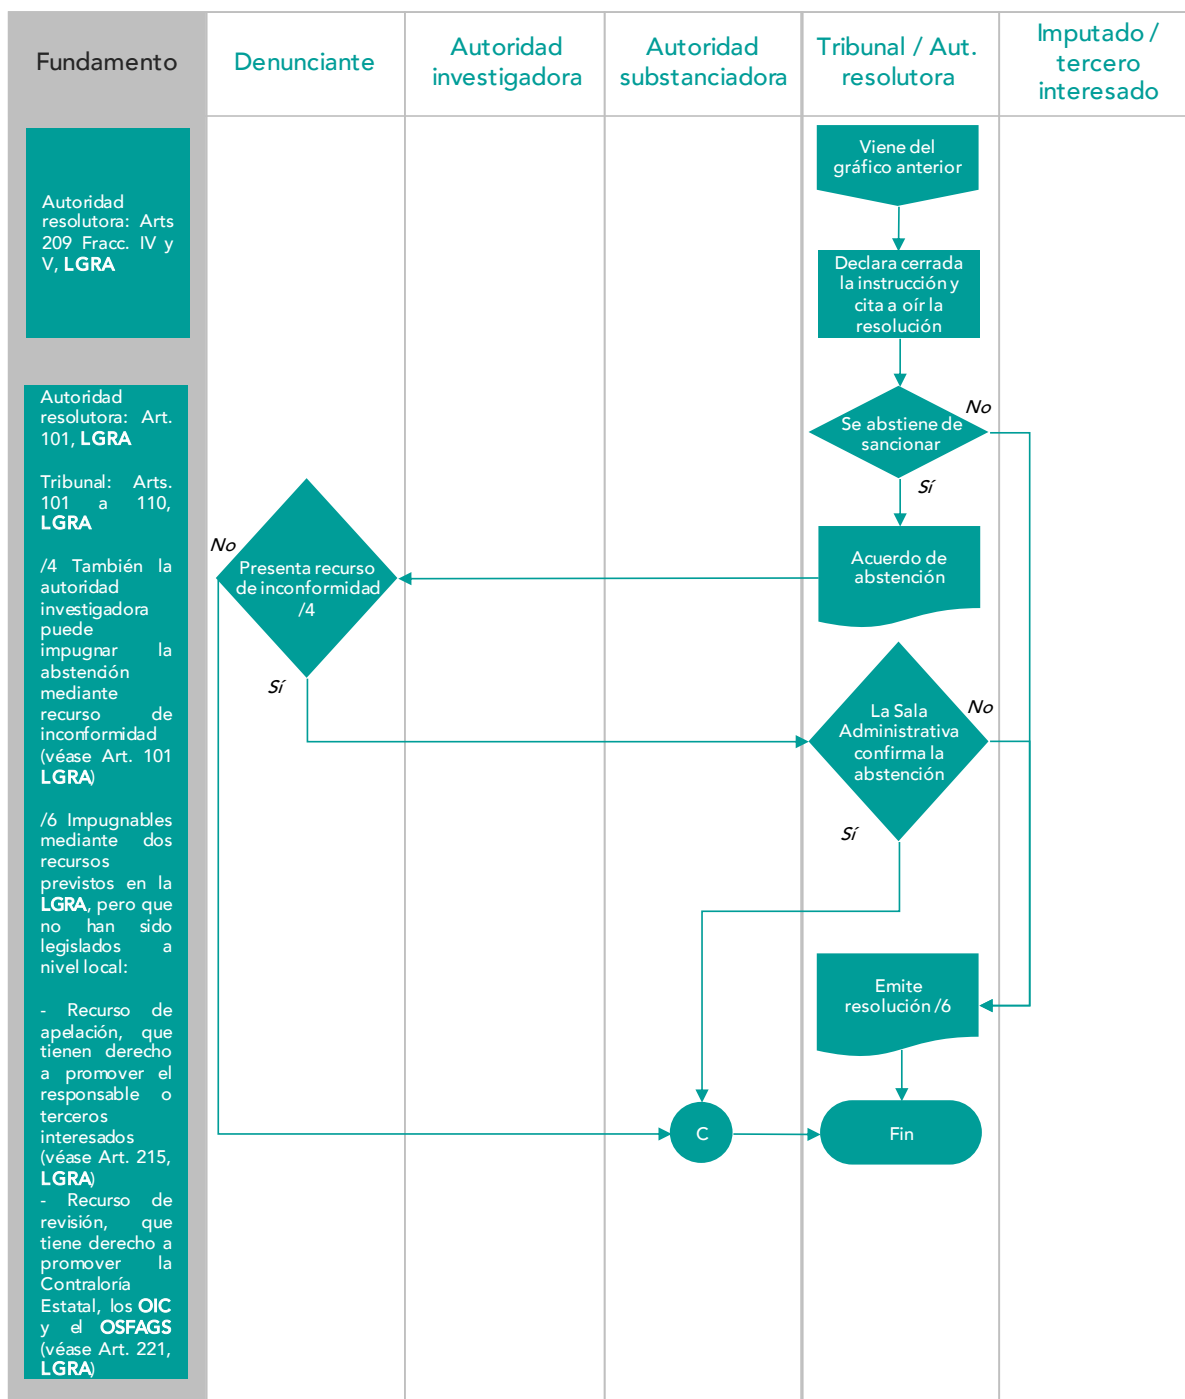 Fundamento
Denunciante
Autoridad
investigadora
Autoridad
substanciadora
Tribunal / Aut.
resolutora
Imputado /
tercero
interesado
Autoridad
resolutora: Arts
209 Fracc. IV y
V, LGRA
Autoridad
resolutora: Art.
101, LGRA
Tribunal: Arts.
101 a 110,
LGRA
/4 También la
autoridad
investigadora
puede
impugnar la
abstención
mediante
recurso de
inconformidad
(véase Art. 101
LGRA)
/6 Impugnables
mediante dos
recursos
previstos en la
LGRA, pero que
no han sido
legislados a
nivel local:
- Recurso de
apelación, que
tienen derecho
a promover el
responsable o
terceros
interesados
(véase Art. 215,
LGRA)
- Recurso de
revisión, que
tiene derecho a
promover la
Contraloría
Estatal, los OIC
y el OSFAGS
(véase Art. 221,
LGRA)
Viene del
gráfico anterior
Declara cerrada
la instrucción y
cita a oír la
resolución
Se abstiene de
sancionar
No
Sí
Acuerdo de
abstención
No
Presenta recurso
de inconformidad
/4
Sí
La Sala
Administrativa
confirma la
abstención
No
Sí
Emite
resolución /6
C
Fin